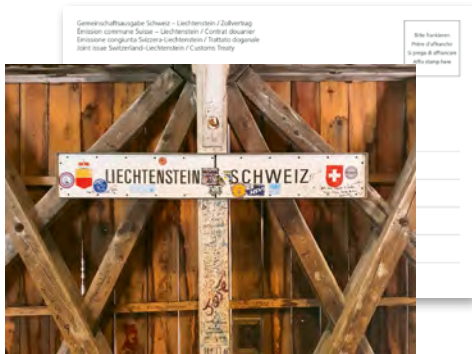 Gemeinschaftsausgabe Schweiz – Liechtenstein / Zollvertrag
Émission commune Suisse – Liechtenstein / Contrat douanier
Emissione congiunta Svizzera-Liechtenstein / Trattato doganale
Joint issue Switzerland-Liechtenstein / Customs Treaty
Bitte frankieren
Prière d'affranchir
Si prega di affrancare
Affix stamp here
LIECHTENSTEIN SCHWEIZ